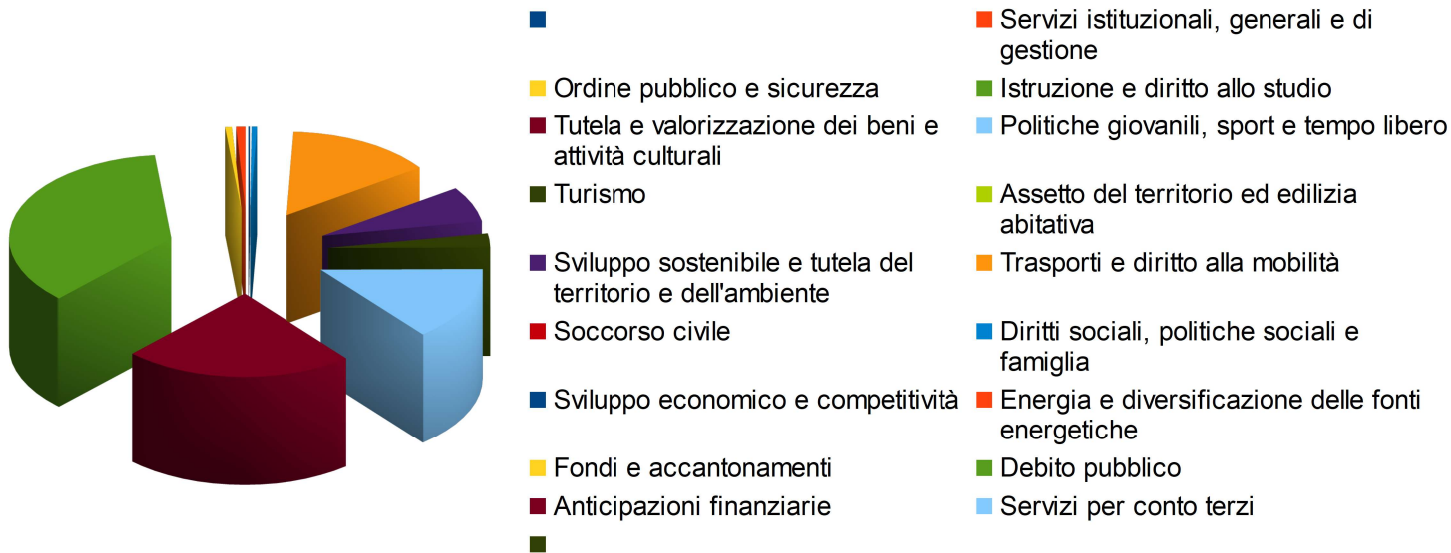 Servizi istituzionali, generali e di
gestione
Ordine pubblico e sicurezza
Istruzione e diritto allo studio
Tutela e valorizzazione dei beni e
attività culturali
Politiche giovanili, sport e tempo libero
Turismo
Assetto del territorio ed edilizia
abitativa
Sviluppo sostenibile e tutela del
territorio e dell'ambiente
Trasporti e diritto alla mobilità
Soccorso civile
Diritti sociali, politiche sociali e
famiglia
Sviluppo economico e competitività
Energia e diversificazione delle fonti
energetiche
Fondi e accantonamenti
Debito pubblico
Anticipazioni finanziarie
Servizi per conto terzi